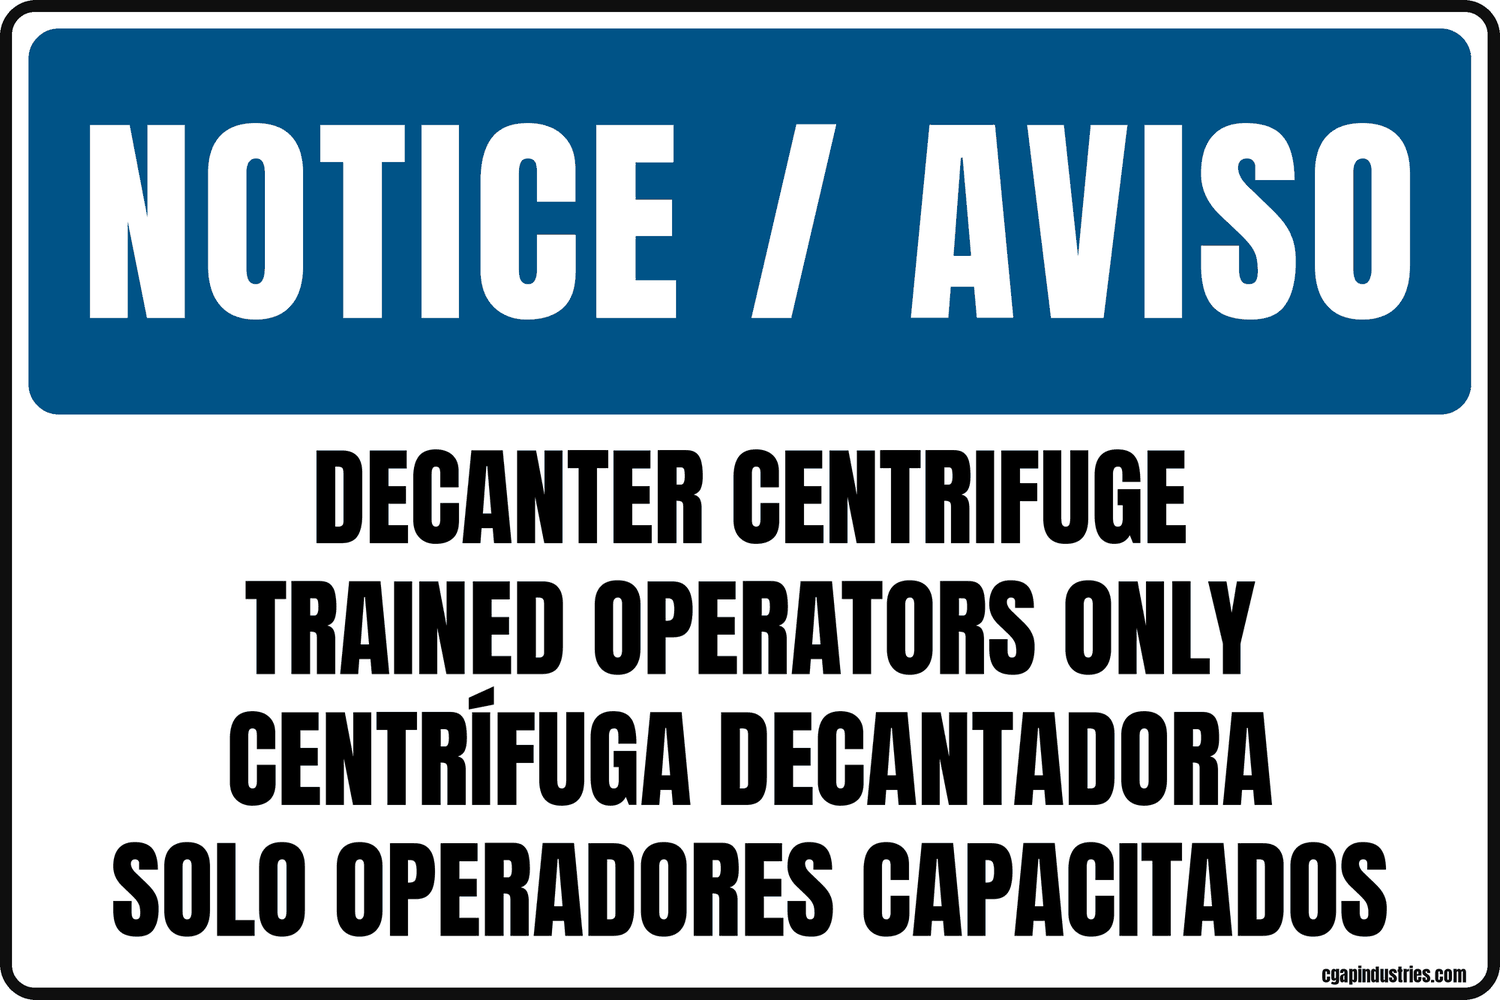 NOTICE / AVISO
DECANTER CENTRIFUGE
TRAINED OPERATORS ONLY
CENTRÍFUGA DECANTADORA
SOLO OPERADORES CAPACITADOS
cgapindustries.com